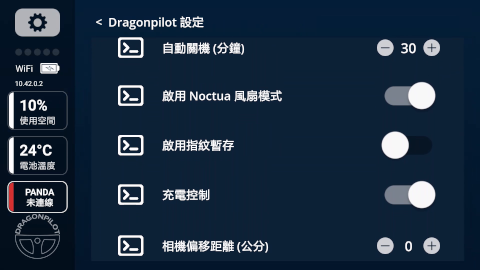 < Dragonpilot 設定
WiFi
10.42.0.2
10%
使用空間
24°C
電池溫度
PANDA
未連線
DRAGONPILOT
自動關機 (分鐘)
30
啟用 Noctua 風扇模式
啟用指紋暫存
充電控制
相機偏移距離 (公分)
0